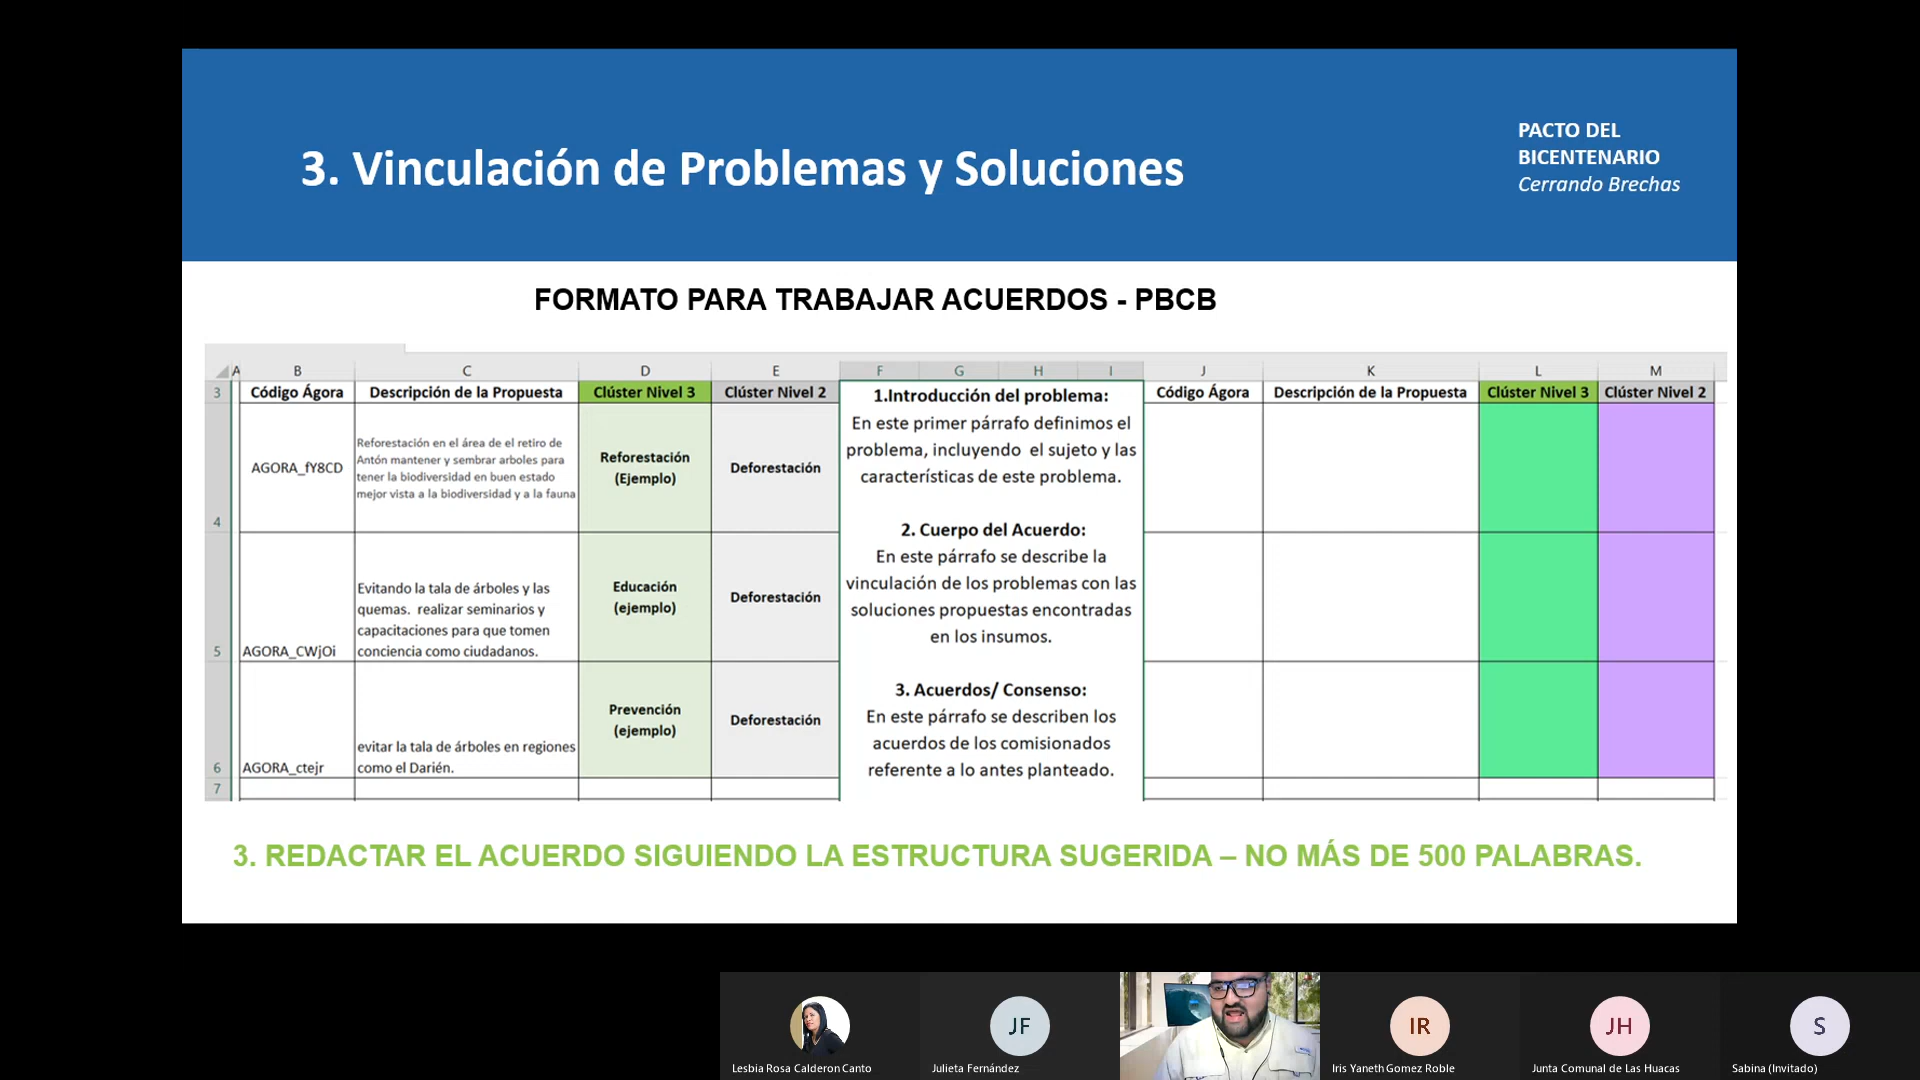 3. Vinculación de Problemas y Soluciones
PACTO DEL
BICENTENARIO
Cerrando Brechas
FORMATO PARA TRABAJAR ACUERDOS - PBCB
A B C D E F G H I J K L M
3 Código Ágora Descripción de la Propuesta Clúster Nivel 3 Clúster Nivel 2
4
AGORA_fY8CD
Reforestación en el área de el retiro de
Antón mantener y sembrar arboles para
tener la biodiversidad en buen estado
mejor vista a la biodiversidad y a la fauna
Reforestación
(Ejemplo)
Deforestación
5
AGORA_CWjOi
Evitando la tala de árboles y las
quemas. realizar seminarios y
capacitaciones para que tomen
conciencia como ciudadanos.
Educación
(ejemplo)
Deforestación
6
AGORA_ctejr
evitar la tala de árboles en regiones
como el Darién.
Prevención
(ejemplo)
Deforestación
7
1.Introducción del problema:
En este primer párrafo definimos el
problema, incluyendo el sujeto y las
características de este problema.
2. Cuerpo del Acuerdo:
En este párrafo se describe la
vinculación de los problemas con las
soluciones propuestas encontradas
en los insumos.
3. Acuerdos/ Consenso:
En este párrafo se describen los
acuerdos de los comisionados
referente a lo antes planteado.
Código Ágora Descripción de la Propuesta Clúster Nivel 3 Clúster Nivel 2
3. REDACTAR EL ACUERDO SIGUIENDO LA ESTRUCTURA SUGERIDA – NO MÁS DE 500 PALABRAS.
JF
IR
JH
S
Lesbia Rosa Calderon Canto
Julieta Fernández
Iris Yaneth Gomez Roble
Junta Comunal de Las Huacas
Sabina (Invitado)